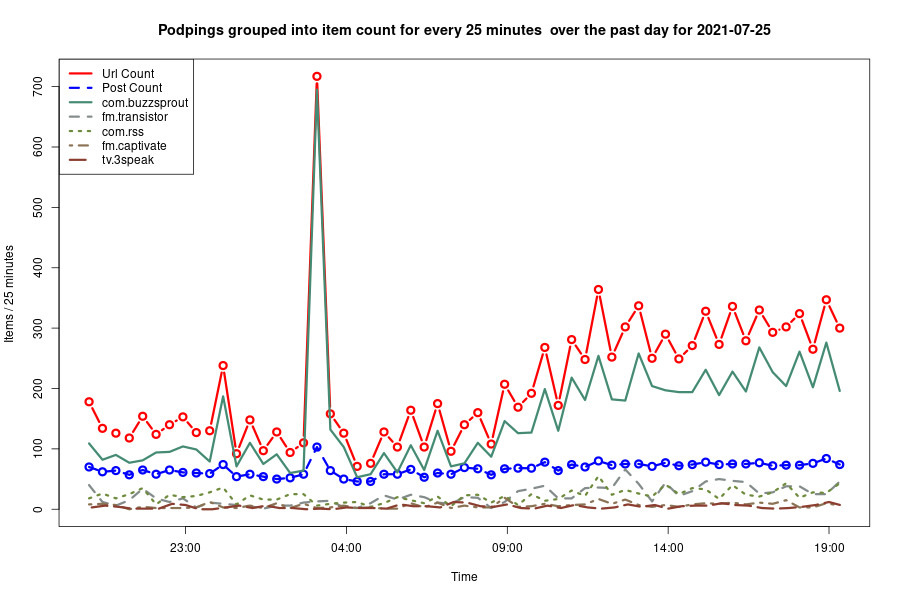 Podpings grouped into item count for every 25 minutes  over the past day for 2021-07-25
Url Count
Post Count
com.buzzsprout
fm.transistor
com.rss
fm.captivate
tv.3speak
Items / 25 minutes
700
600
500
400
300
200
100
0
23:00
04:00
09:00
14:00
19:00
Time